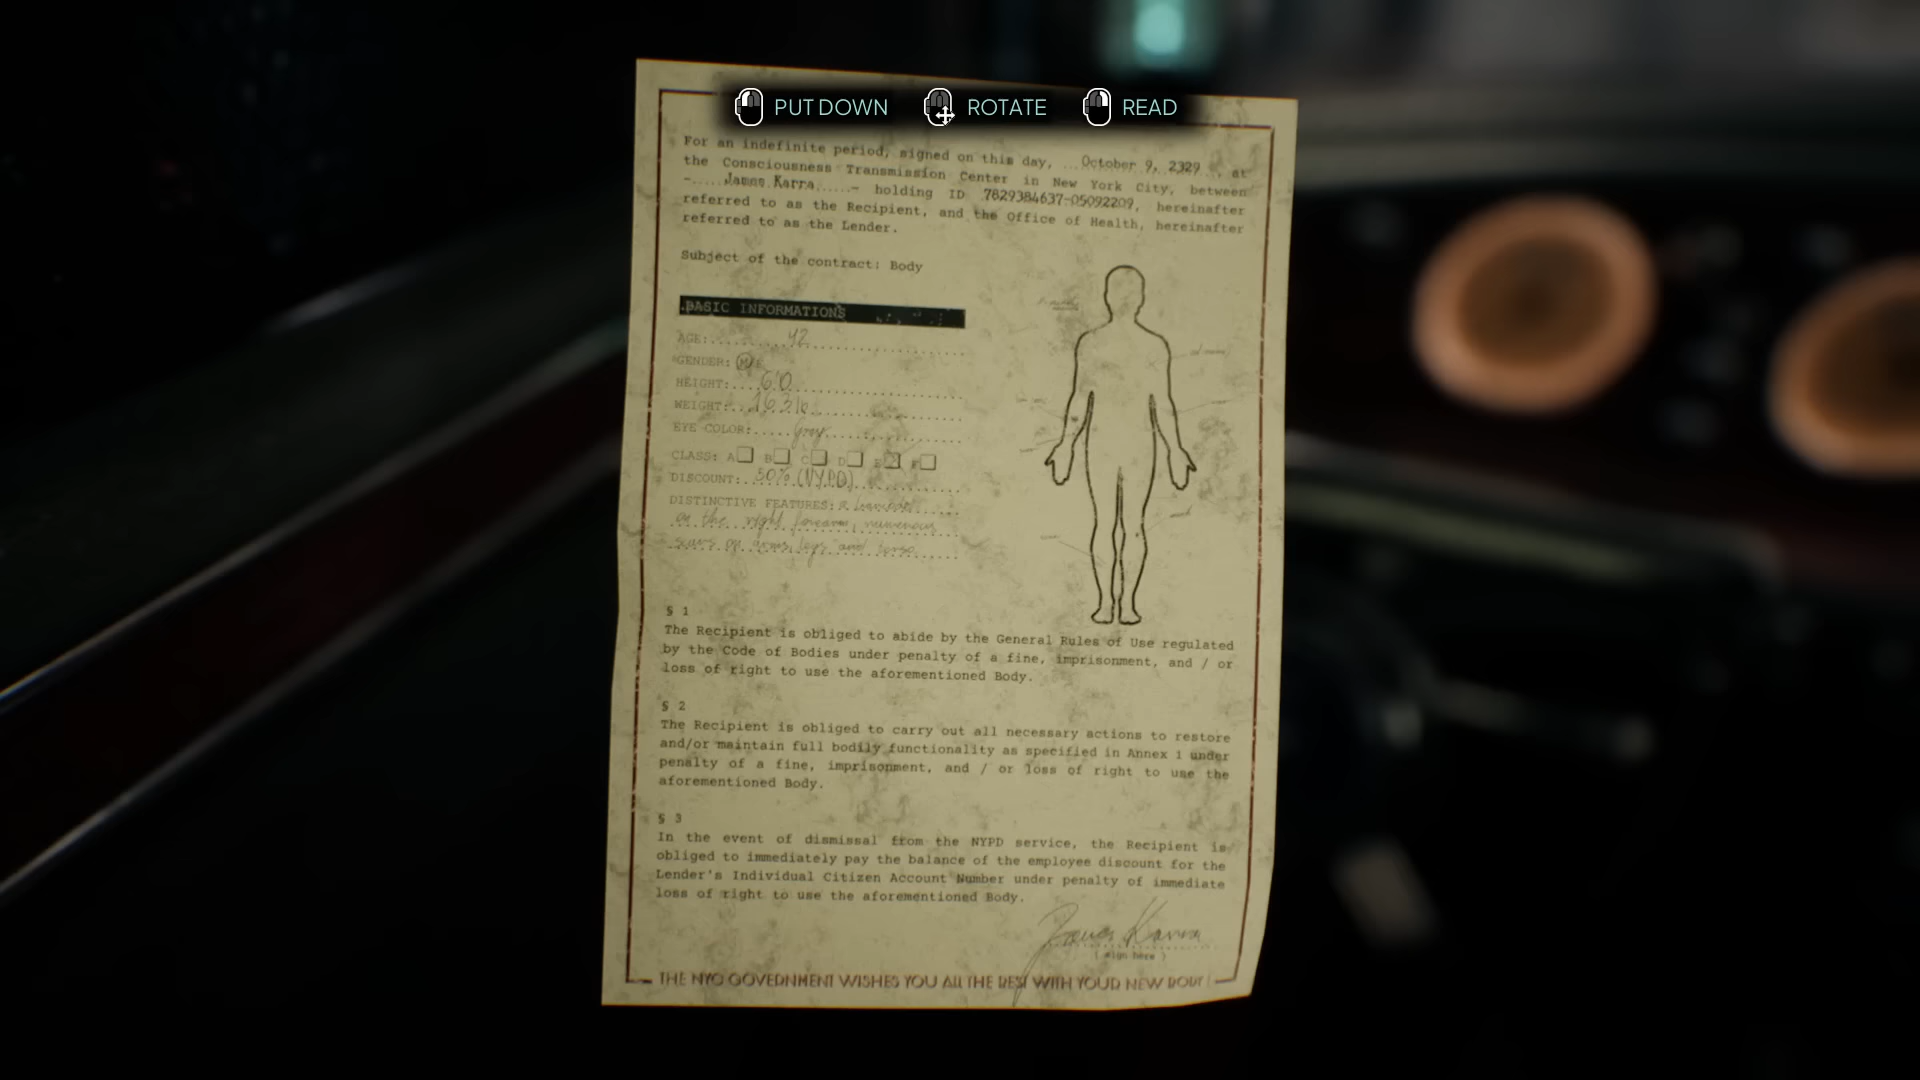 PUT DOWN ROTATE READ
For an indefinite period, signed on this day, ...October 9, 2329..., at
the Consciousness Transmission Center in New York City, between
-.....James Karra.....- holding ID 7829384637-05092209, hereinafter
referred to as the Recipient, and the Office of Health, hereinafter
referred to as the Lender.
Subject of the contract: Body
BASIC INFORMATIONS
AGE: 42
GENDER: M/F
HEIGHT: 6'0
WEIGHT: 163lb
EYE COLOR: Grey
CLASS: A B C D E F
DISCOUNT: 50% (NYPD)
DISTINCTIVE FEATURES: a
on the right forearm, numerous
scars on arms, legs and torso
§ 1
The Recipient is obliged to abide by the General Rules of Use regulated
by the Code of Bodies under penalty of a fine, imprisonment, and / or
loss of right to use the aforementioned Body.
§ 2
The Recipient is obliged to carry out all necessary actions to restore
and/or maintain full bodily functionality as specified in Annex 1 under
penalty of a fine, imprisonment, and / or loss of right to use the
aforementioned Body.
§ 3
In the event of dismissal from the NYPD service, the Recipient is
obliged to immediately pay the balance of the employee discount for the
Lender's Individual Citizen Account Number under penalty of immediate
loss of right to use the aforementioned Body.
James Karra
( sign here )
THE NYC GOVERNMENT WISHES YOU ALL THE BEST WITH YOUR NEW BODY